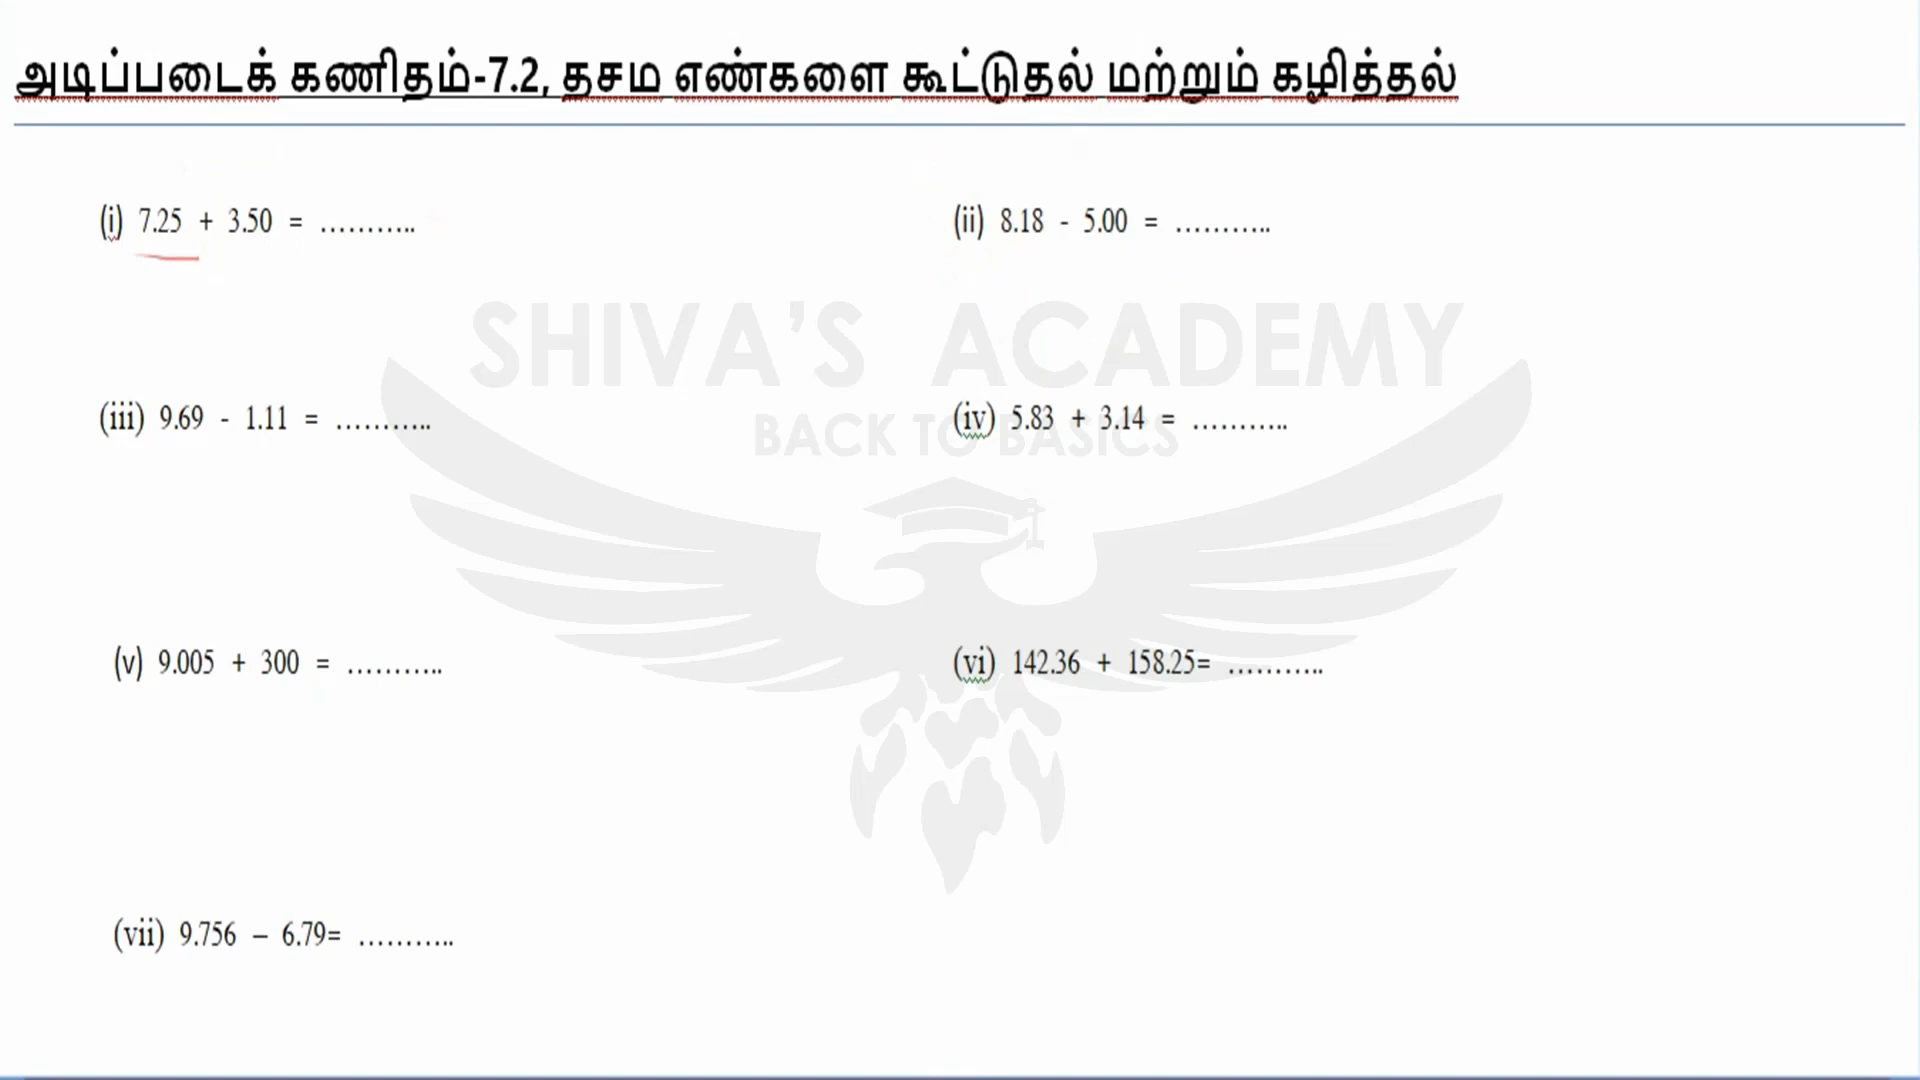 அடிப்படைக் கணிதம்-7.2, தசம எண்களை கூட்டுதல் மற்றும் கழித்தல்
(i) 7.25 + 3.50 = ………..
(ii) 8.18 - 5.00 = ………..
SHIVA'S ACADEMY
(iii) 9.69 - 1.11 = ………..
(iv) 5.83 + 3.14 = ………..
BACK TO BASICS
(v) 9.005 + 300 = ………..
(vi) 142.36 + 158.25= ………..
(vii) 9.756 – 6.79= ………..